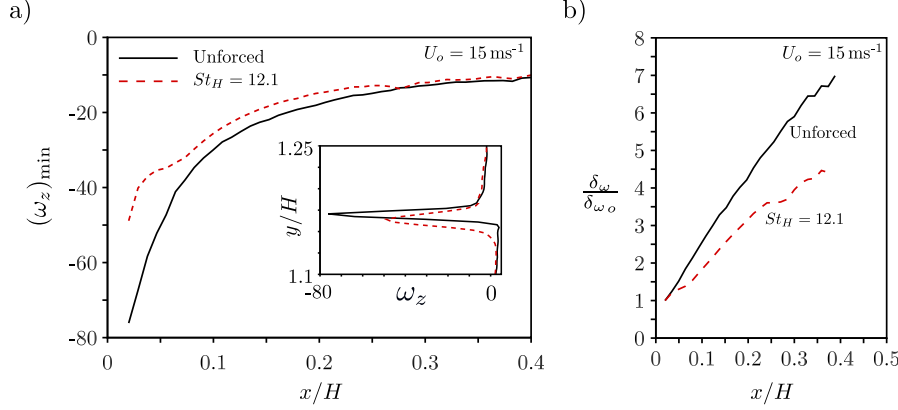 a)
0
-20
-40
-60
-80
(ω_z)min
Unforced
St_H = 12.1
U_o = 15 ms⁻¹
1.25
y/H
1.1
-80
ω_z
0
0
0.1
0.2
0.3
0.4
x/H
b)
8
7
6
5
4
3
2
1
0
δ_ω
δ_ω_o
U_o = 15 ms⁻¹
Unforced
St_H = 12.1
0
0.1
0.2
0.3
0.4
0.5
x/H